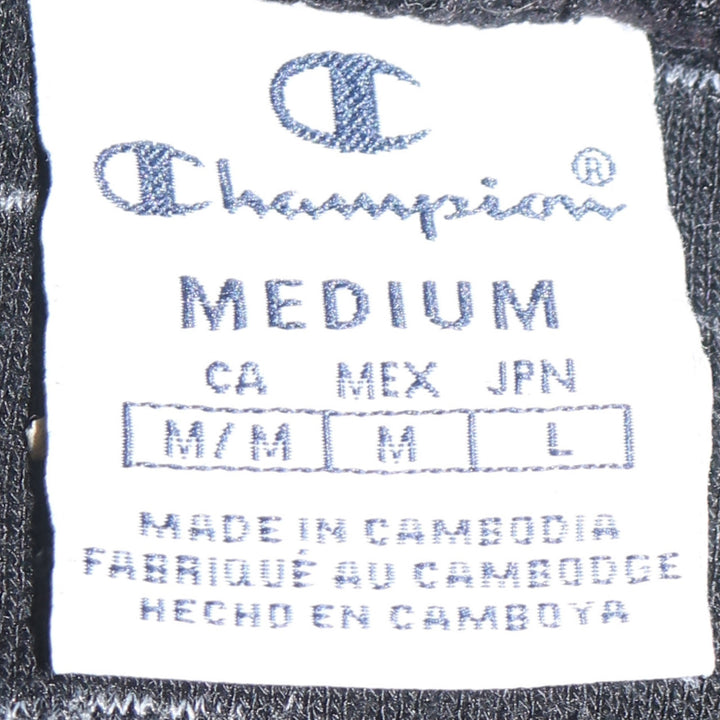 Champion®
MEDIUM
CA MEX JPN
M/M M L
MADE IN CAMBODIA
FABRIQUÉ AU CAMBODGE
HECHO EN CAMBOYA